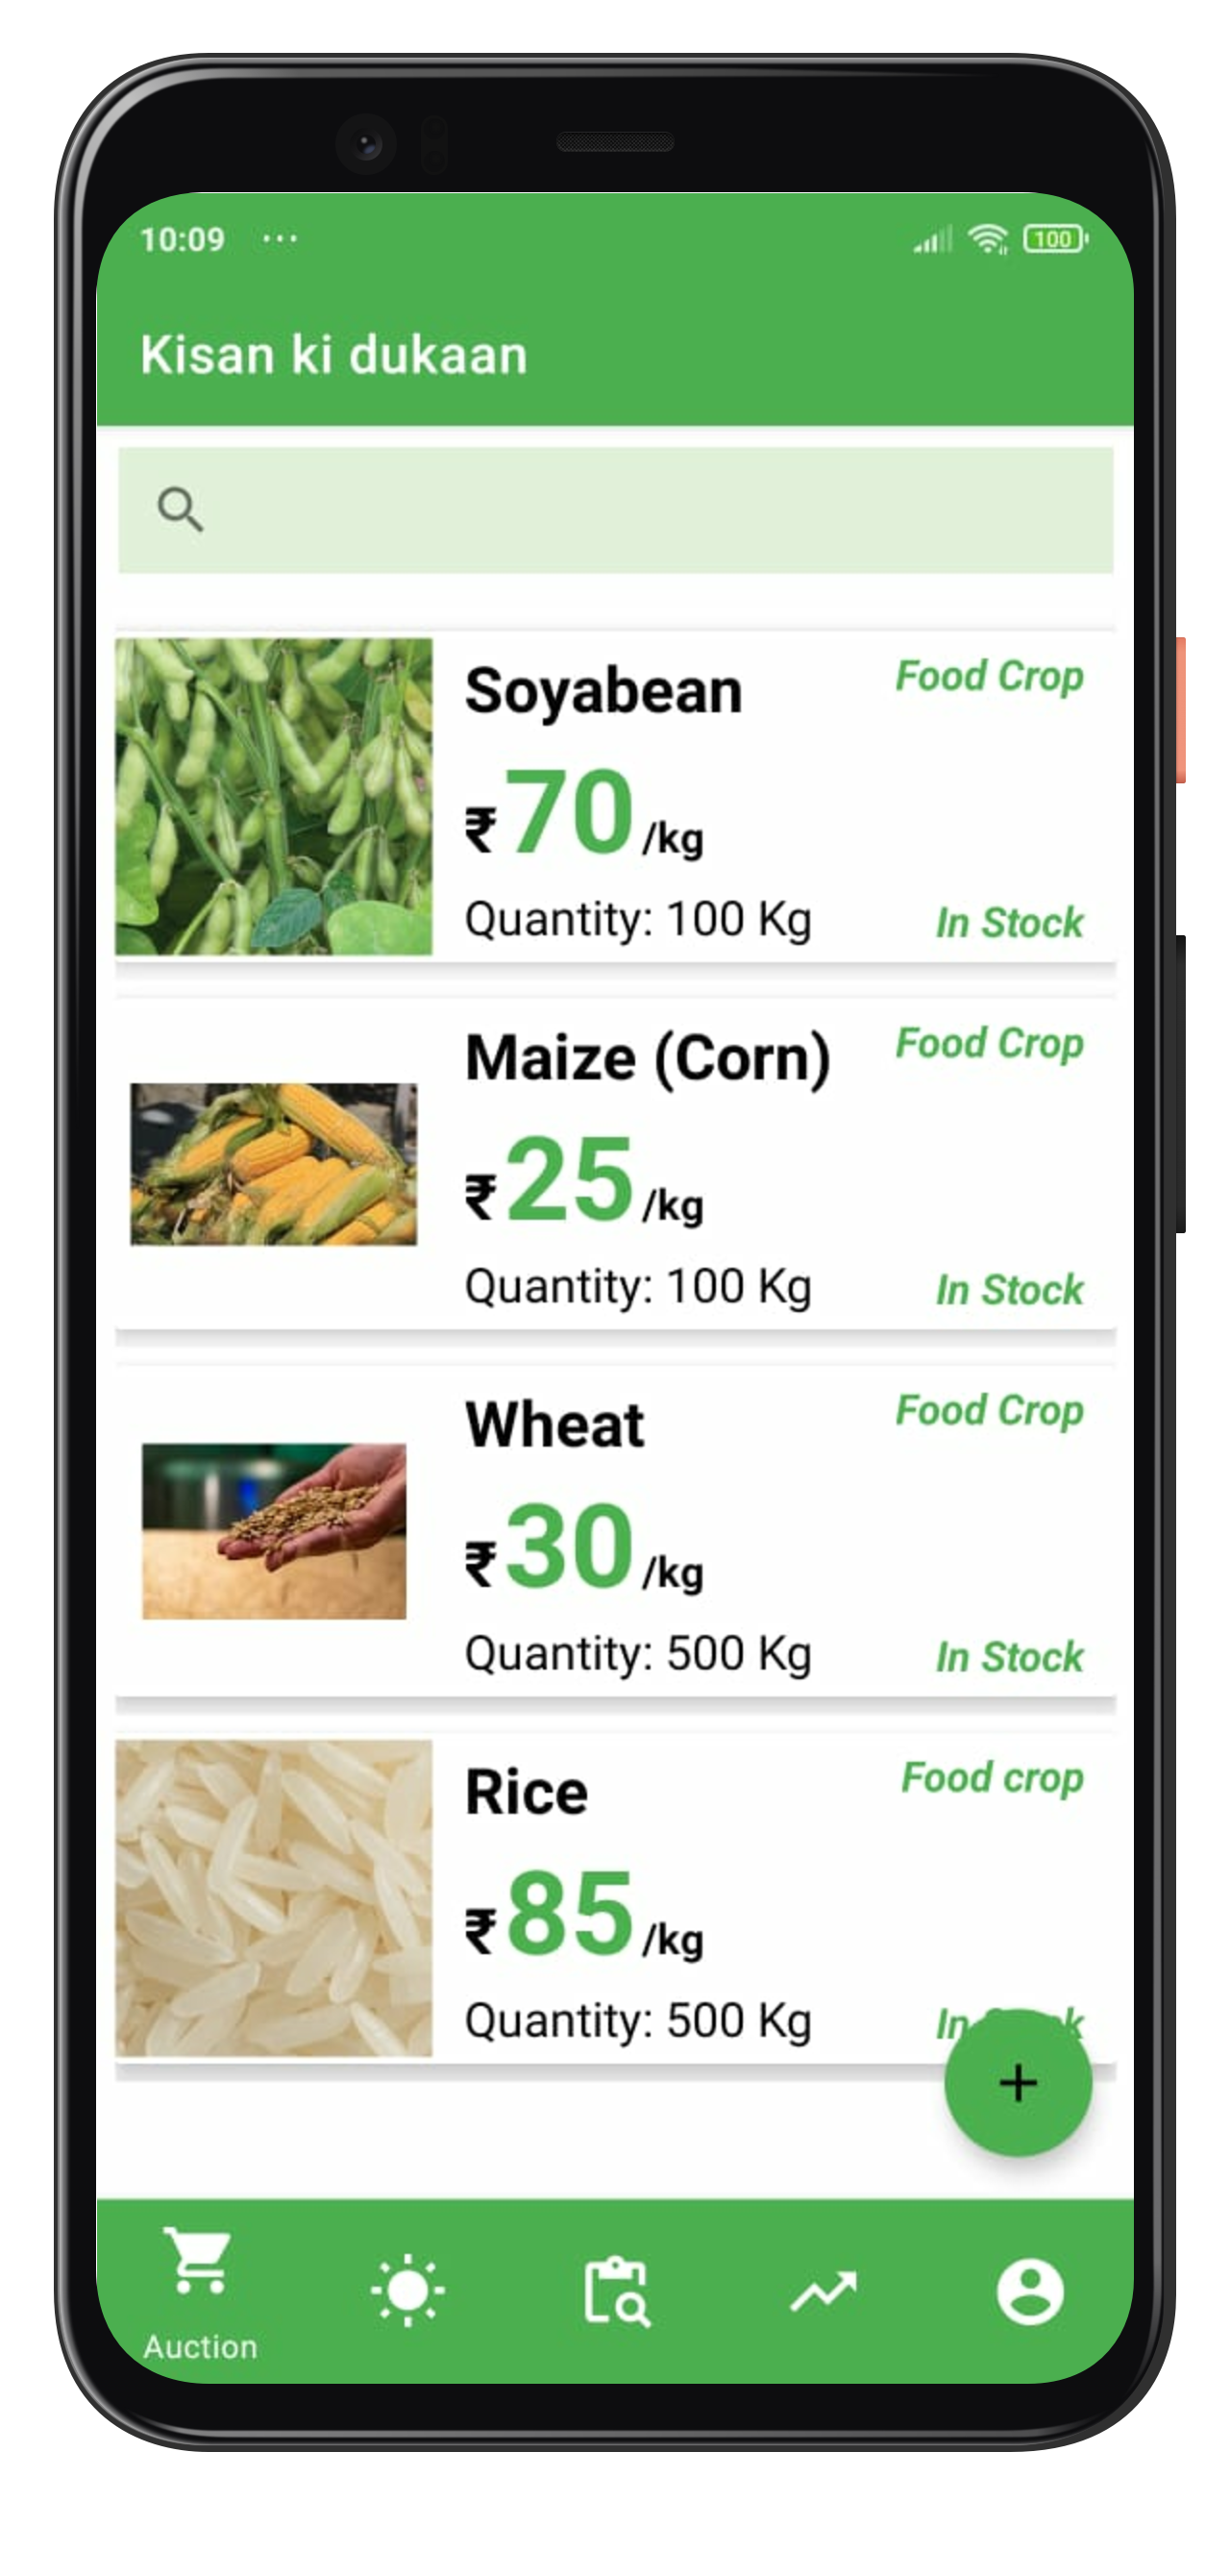 10:09 ...
100
Kisan ki dukaan
Soyabean
Food Crop
₹70/kg
Quantity: 100 Kg
In Stock
Maize (Corn)
Food Crop
₹25/kg
Quantity: 100 Kg
In Stock
Wheat
Food Crop
₹30/kg
Quantity: 500 Kg
In Stock
Rice
Food crop
₹85/kg
Quantity: 500 Kg
In
+
Auction